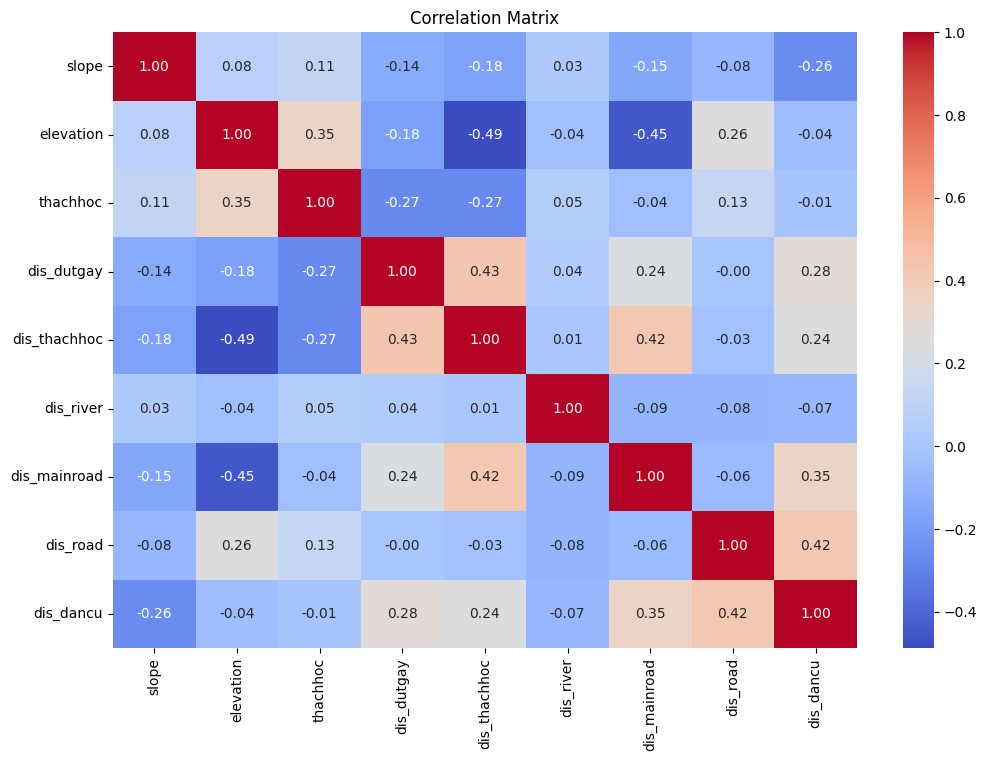 Correlation Matrix
slope 1.00 0.08 0.11 -0.14 -0.18 0.03 -0.15 -0.08 -0.26
elevation 0.08 1.00 0.35 -0.18 -0.49 -0.04 -0.45 0.26 -0.04
thachhoc 0.11 0.35 1.00 -0.27 -0.27 0.05 -0.04 0.13 -0.01
dis_dutgay -0.14 -0.18 -0.27 1.00 0.43 0.04 0.24 -0.00 0.28
dis_thachhoc -0.18 -0.49 -0.27 0.43 1.00 0.01 0.42 -0.03 0.24
dis_river 0.03 -0.04 0.05 0.04 0.01 1.00 -0.09 -0.08 -0.07
dis_mainroad -0.15 -0.45 -0.04 0.24 0.42 -0.09 1.00 -0.06 0.35
dis_road -0.08 0.26 0.13 -0.00 -0.03 -0.08 -0.06 1.00 0.42
dis_dancu -0.26 -0.04 -0.01 0.28 0.24 -0.07 0.35 0.42 1.00
slope
elevation
thachhoc
dis_dutgay
dis_thachhoc
dis_river
dis_mainroad
dis_road
dis_dancu
1.0
0.8
0.6
0.4
0.2
0.0
-0.2
-0.4